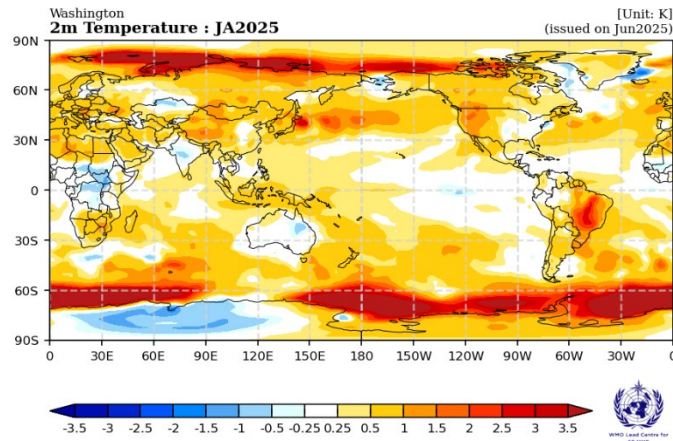 Washington
[Unit: K]
2m Temperature : JA2025
(issued on Jun2025)
90N
60N
30N
0
30S
60S
90S
0 30E 60E 90E 120E 150E 180 150W 120W 90W 60W 30W 0
-3.5 -3 -2.5 -2 -1.5 -1 -0.5 -0.25 0.25 0.5 1 1.5 2 2.5 3 3.5
WMO Lead Centre for